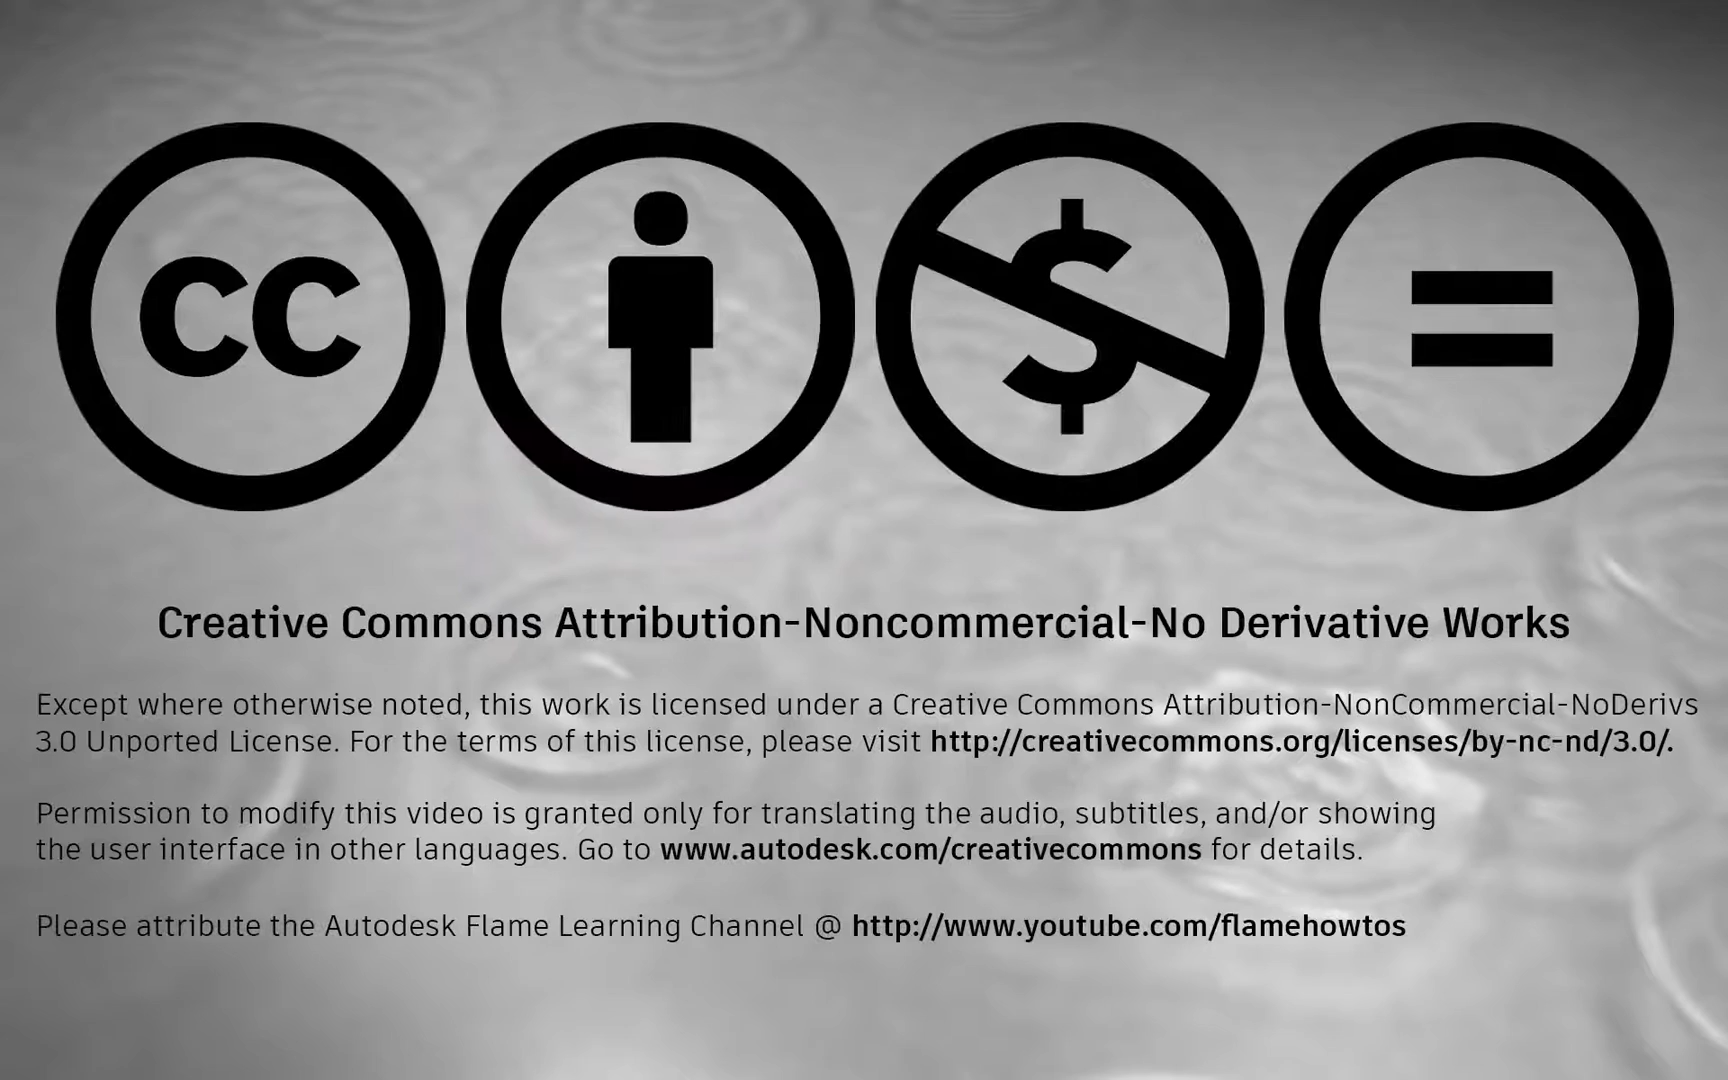 cc $ =
Creative Commons Attribution-Noncommercial-No Derivative Works
Except where otherwise noted, this work is licensed under a Creative Commons Attribution-NonCommercial-NoDerivs
3.0 Unported License. For the terms of this license, please visit http://creativecommons.org/licenses/by-nc-nd/3.0/.
Permission to modify this video is granted only for translating the audio, subtitles, and/or showing
the user interface in other languages. Go to www.autodesk.com/creativecommons for details.
Please attribute the Autodesk Flame Learning Channel @ http://www.youtube.com/flamehowtos